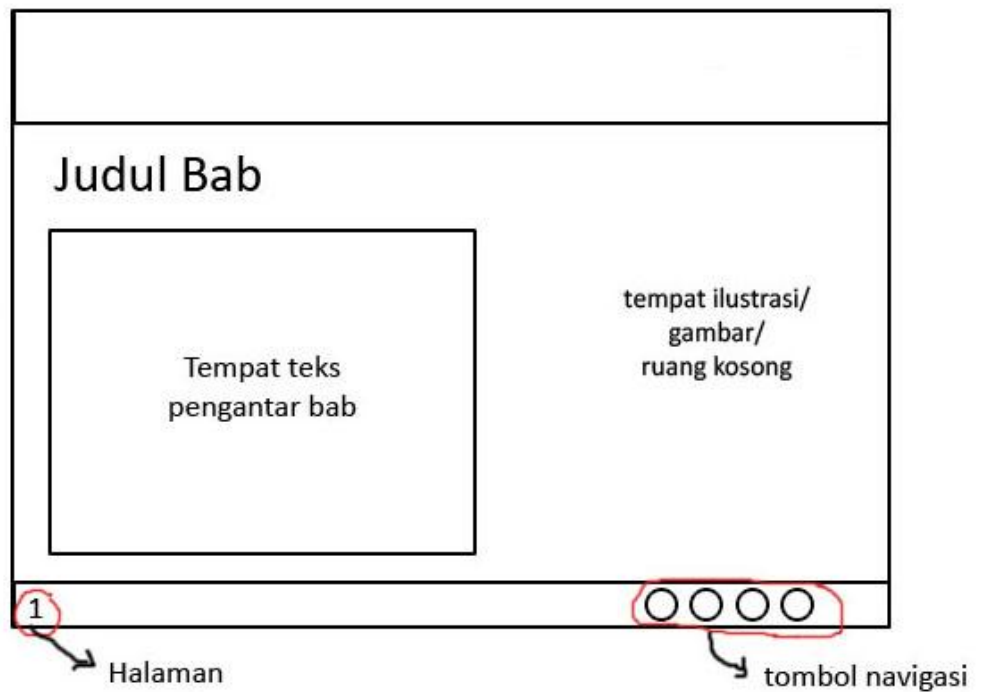 Judul Bab
tempat ilustrasi/
gambar/
ruang kosong
Tempat teks
pengantar bab
1
Halaman
tombol navigasi